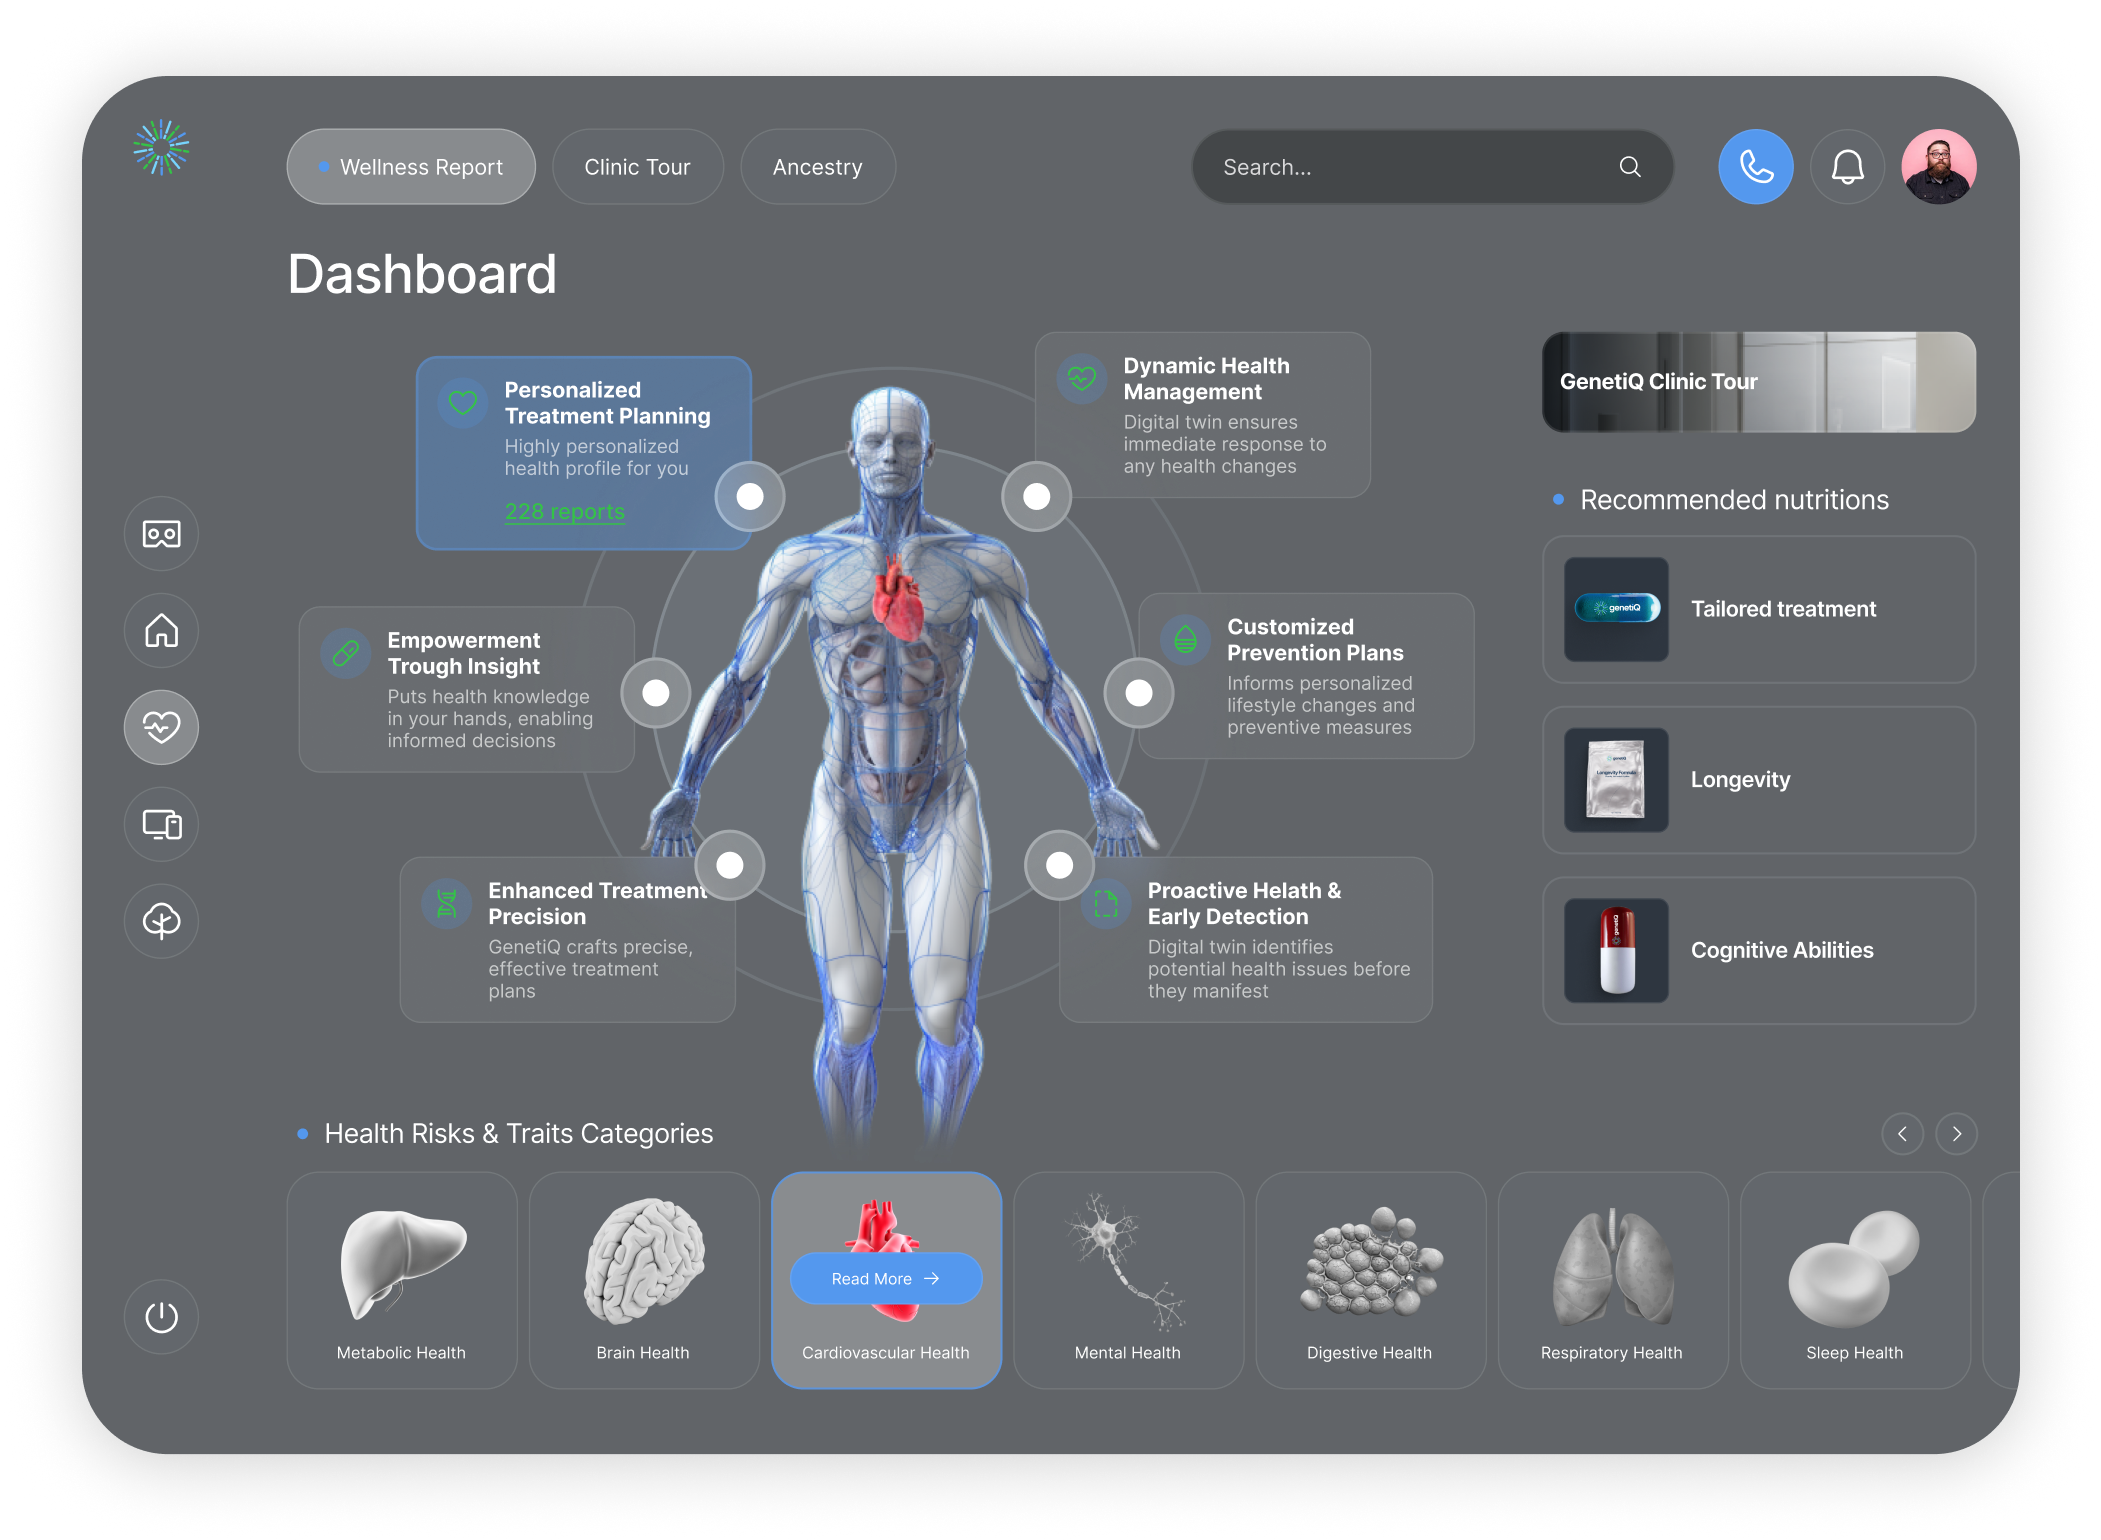 Wellness Report
Clinic Tour
Ancestry
Search...
Dashboard
Personalized
Treatment Planning
Highly personalized
health profile for you
228 reports
Dynamic Health
Management
Digital twin ensures
immediate response to
any health changes
Empowerment
Trough Insight
Puts health knowledge
in your hands, enabling
informed decisions
Customized
Prevention Plans
Informs personalized
lifestyle changes and
preventive measures
Enhanced Treatment
Precision
GenetiQ crafts precise,
effective treatment
plans
Proactive Helath &
Early Detection
Digital twin identifies
potential health issues before
they manifest
GenetiQ Clinic Tour
Recommended nutritions
genetiQ
Tailored treatment
genetiQ
Longevity Formula
Longevity
genetiQ
Cognitive Abilities
Health Risks & Traits Categories
Metabolic Health
Brain Health
Read More
Cardiovascular Health
Mental Health
Digestive Health
Respiratory Health
Sleep Health